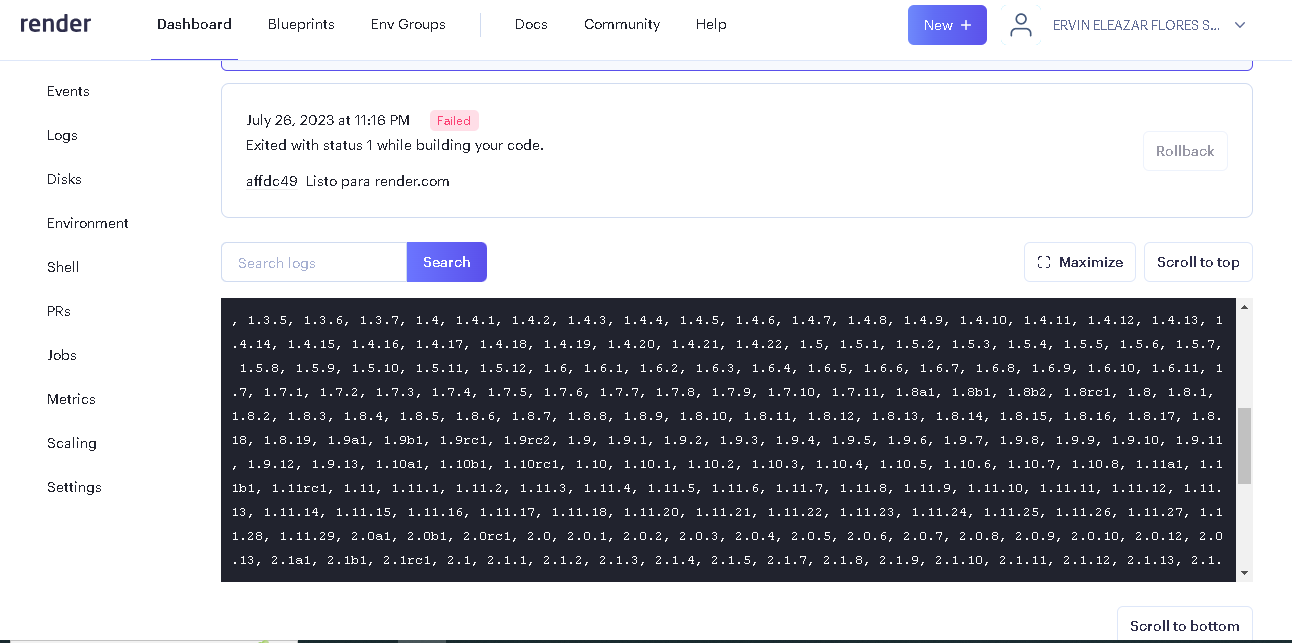 render
Dashboard
Blueprints
Env Groups
Docs
Community
Help
New +
ERVIN ELEAZAR FLORES S...
Events
Logs
Disks
Environment
Shell
PRs
Jobs
Metrics
Scaling
Settings
July 26, 2023 at 11:16 PM Failed
Exited with status 1 while building your code.
affdc49 Listo para render.com
Rollback
Search logs
Search
Maximize
Scroll to top
, 1.3.5, 1.3.6, 1.3.7, 1.4, 1.4.1, 1.4.2, 1.4.3, 1.4.4, 1.4.5, 1.4.6, 1.4.7, 1.4.8, 1.4.9, 1.4.10, 1.4.11, 1.4.12, 1.4.13, 1
.4.14, 1.4.15, 1.4.16, 1.4.17, 1.4.18, 1.4.19, 1.4.20, 1.4.21, 1.4.22, 1.5, 1.5.1, 1.5.2, 1.5.3, 1.5.4, 1.5.5, 1.5.6, 1.5.7,
1.5.8, 1.5.9, 1.5.10, 1.5.11, 1.5.12, 1.6, 1.6.1, 1.6.2, 1.6.3, 1.6.4, 1.6.5, 1.6.6, 1.6.7, 1.6.8, 1.6.9, 1.6.10, 1.6.11, 1
.7, 1.7.1, 1.7.2, 1.7.3, 1.7.4, 1.7.5, 1.7.6, 1.7.7, 1.7.8, 1.7.9, 1.7.10, 1.7.11, 1.8a1, 1.8b1, 1.8b2, 1.8rc1, 1.8, 1.8.1,
1.8.2, 1.8.3, 1.8.4, 1.8.5, 1.8.6, 1.8.7, 1.8.8, 1.8.9, 1.8.10, 1.8.11, 1.8.12, 1.8.13, 1.8.14, 1.8.15, 1.8.16, 1.8.17, 1.8.
18, 1.8.19, 1.9a1, 1.9b1, 1.9rc1, 1.9rc2, 1.9, 1.9.1, 1.9.2, 1.9.3, 1.9.4, 1.9.5, 1.9.6, 1.9.7, 1.9.8, 1.9.9, 1.9.10, 1.9.11
, 1.9.12, 1.9.13, 1.10a1, 1.10b1, 1.10rc1, 1.10, 1.10.1, 1.10.2, 1.10.3, 1.10.4, 1.10.5, 1.10.6, 1.10.7, 1.10.8, 1.11a1, 1.1
1b1, 1.11rc1, 1.11, 1.11.1, 1.11.2, 1.11.3, 1.11.4, 1.11.5, 1.11.6, 1.11.7, 1.11.8, 1.11.9, 1.11.10, 1.11.11, 1.11.12, 1.11.
13, 1.11.14, 1.11.15, 1.11.16, 1.11.17, 1.11.18, 1.11.20, 1.11.21, 1.11.22, 1.11.23, 1.11.24, 1.11.25, 1.11.26, 1.11.27, 1.1
1.28, 1.11.29, 2.0a1, 2.0b1, 2.0rc1, 2.0, 2.0.1, 2.0.2, 2.0.3, 2.0.4, 2.0.5, 2.0.6, 2.0.7, 2.0.8, 2.0.9, 2.0.10, 2.0.12, 2.0
.13, 2.1a1, 2.1b1, 2.1rc1, 2.1, 2.1.1, 2.1.2, 2.1.3, 2.1.4, 2.1.5, 2.1.7, 2.1.8, 2.1.9, 2.1.10, 2.1.11, 2.1.12, 2.1.13, 2.1.
Scroll to bottom